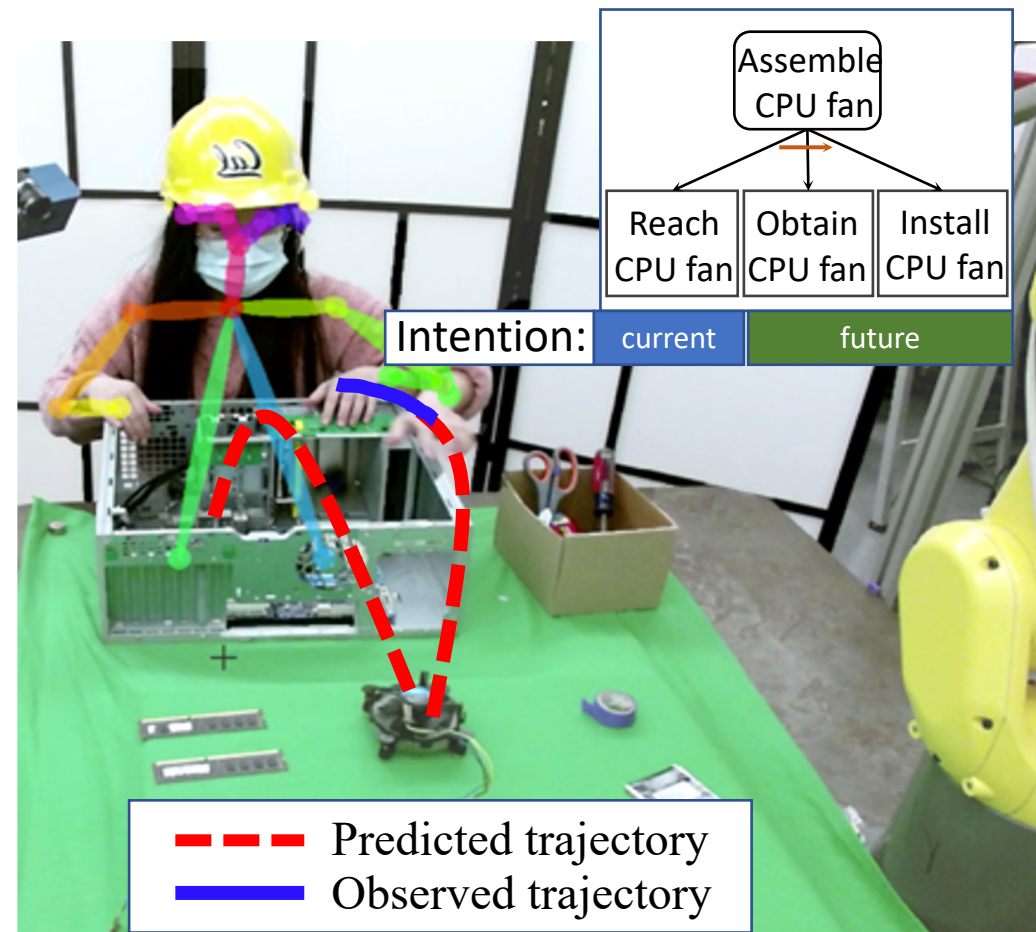 Assemble
CPU fan
Reach
CPU fan
Obtain
CPU fan
Install
CPU fan
Intention:
current
future
Cal
Predicted trajectory
Observed trajectory